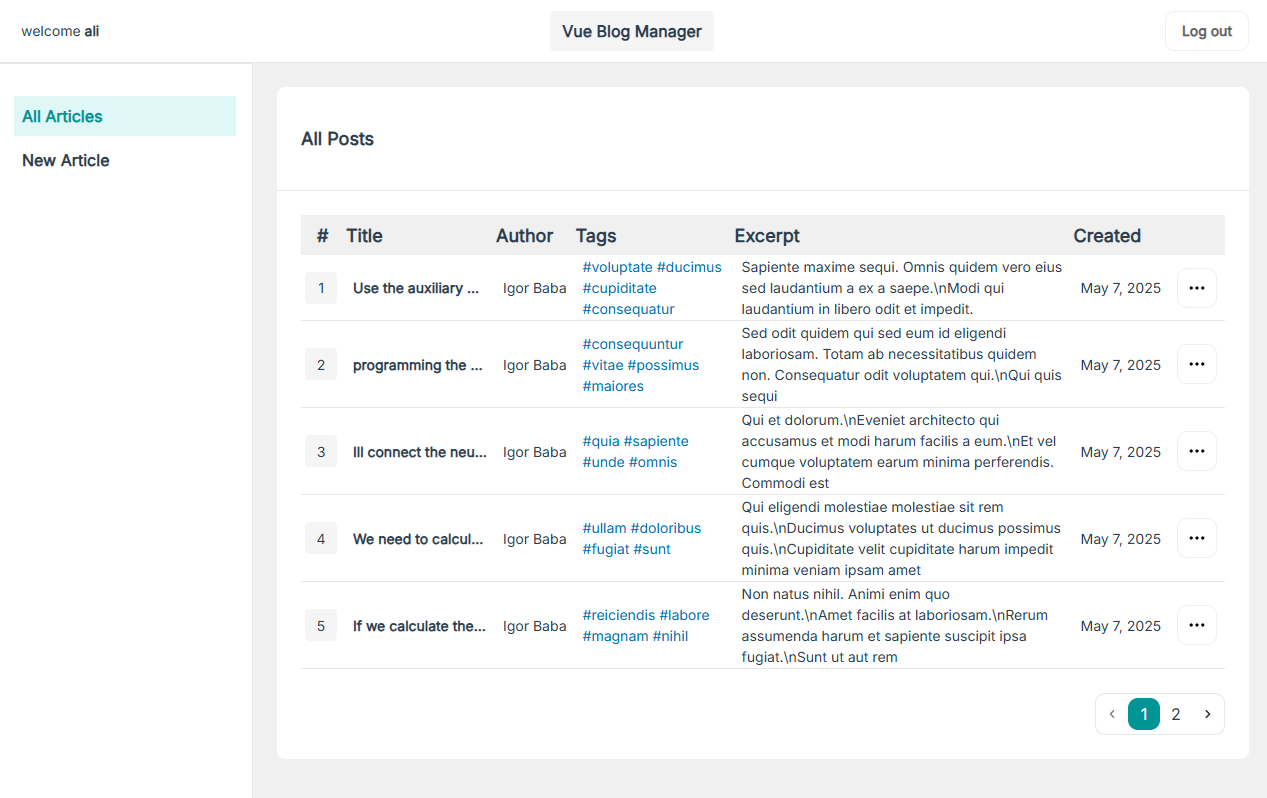 welcome ali
Vue Blog Manager
Log out
All Articles
New Article
All Posts
# Title Author Tags Excerpt Created
1 Use the auxiliary ... Igor Baba #voluptate #ducimus #cupiditate #consequatur Sapiente maxime sequi. Omnis quidem vero eius sed laudantium a ex a saepe.\nModi qui laudantium in libero odit et impedit. May 7, 2025 •••
2 programming the ... Igor Baba #consequuntur #vitae #possimus #maiores Sed odit quidem qui sed eum id eligendi laboriosam. Totam ab necessitatibus quidem non. Consequatur odit voluptatem qui.\nQui quis sequi May 7, 2025 •••
3 Ill connect the neu... Igor Baba #quia #sapiente #unde #omnis Qui et dolorum.\nEveniet architecto qui accusamus et modi harum facilis a eum.\nEt vel cumque voluptatem earum minima perferendis. Commodi est May 7, 2025 •••
4 We need to calcul... Igor Baba #ullam #doloribus #fugiat #sunt Qui eligendi molestiae molestiae sit rem quis.\nDucimus voluptates ut ducimus possimus quis.\nCupiditate velit cupiditate harum impedit minima veniam ipsam amet May 7, 2025 •••
5 If we calculate the... Igor Baba #reiciendis #labore #magnam #nihil Non natus nihil. Animi enim quo deserunt.\nAmet facilis at laboriosam.\nRerum assumenda harum et sapiente suscipit ipsa fugiat.\nSunt ut aut rem May 7, 2025 •••
‹ 1 2 ›